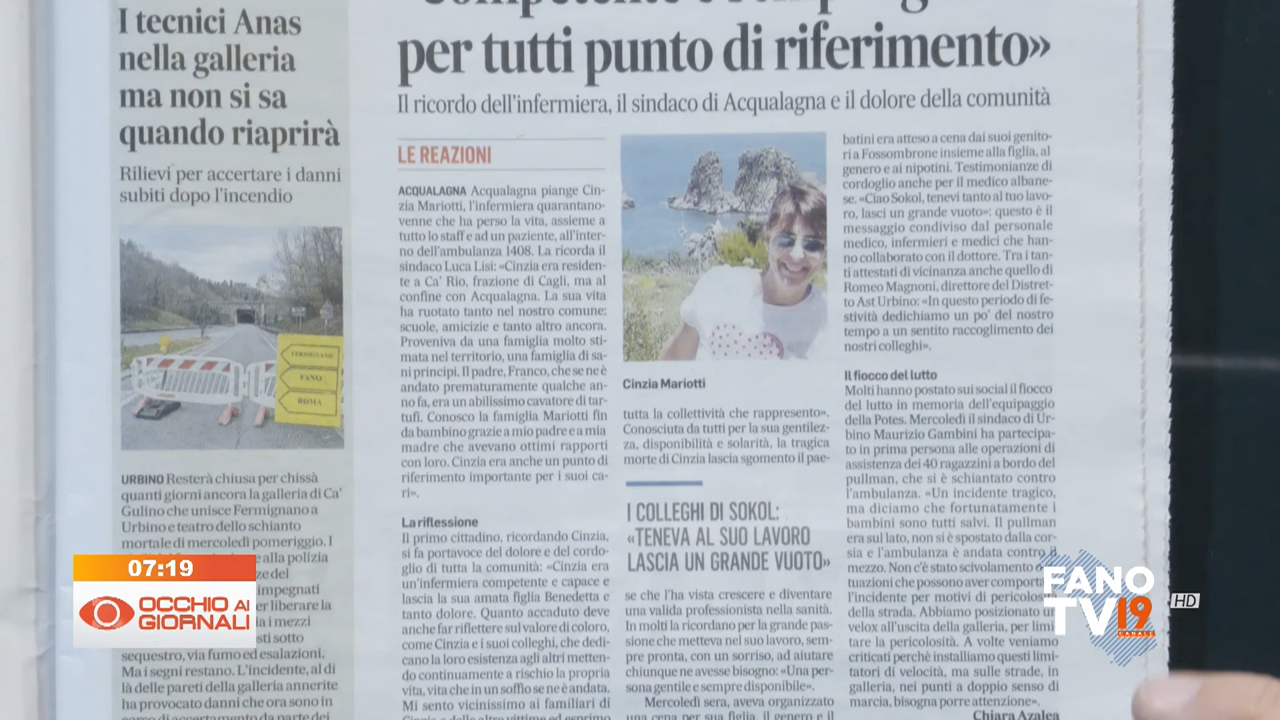 I tecnici Anas
nella galleria
ma non si sa
quando riaprirà
Rilievi per accertare i danni
subiti dopo l'incendio
FERMIGNANO
FANO
ROMA
URBINO Resterà chiusa per chissà
quanti giorni ancora la galleria di Ca'
Gulino che unisce Fermignano a
Urbino e teatro dello schianto
mortale di mercoledì pomeriggio. I
alla polizia
ze del
mpegnati
er liberare la
a i mezzi
sti sotto
sequestro, via fumo ed esalazioni.
Ma i segni restano. L'incidente, al di
là delle pareti della galleria annerite
ha provocato danni che ora sono in
corso di accertamento da parte dei
per tutti punto di riferimento»
Il ricordo dell'infermiera, il sindaco di Acqualagna e il dolore della comunità
LE REAZIONI
ACQUALAGNA Acqualagna piange Cin-
zia Mariotti, l'infermiera quarantano-
venne che ha perso la vita, assieme a
tutto lo staff e ad un paziente, all'inter-
no dell'ambulanza 1408. La ricorda il
sindaco Luca Lisi: «Cinzia era residen-
te a Ca' Rio, frazione di Cagli, ma al
confine con Acqualagna. La sua vita
ha ruotato tanto nel nostro comune:
scuole, amicizie e tanto altro ancora.
Proveniva da una famiglia molto sti-
mata nel territorio, una famiglia di sa-
ni principi. Il padre, Franco, che se ne è
andato prematuramente qualche an-
no fa, era un abilissimo cavatore di tar-
tufi. Conosco la famiglia Mariotti fin
da bambino grazie a mio padre e a mia
madre che avevano ottimi rapporti
con loro. Cinzia era anche un punto di
riferimento importante per i suoi ca-
ri».
La riflessione
Il primo cittadino, ricordando Cinzia,
si fa portavoce del dolore e del cordo-
glio di tutta la comunità: «Cinzia era
un'infermiera competente e capace e
lascia la sua amata figlia Benedetta e
tanto dolore. Quanto accaduto deve
anche far riflettere sul valore di coloro,
come Cinzia e i suoi colleghi, che dedi-
cano la loro esistenza agli altri metten-
do continuamente a rischio la propria
vita, vita che in un soffio se ne è andata.
Mi sento vicinissimo ai familiari di
Cinzia e delle altre vittime ed esprimo
Cinzia Mariotti
tutta la collettività che rappresento».
Conosciuta da tutti per la sua gentilez-
za, disponibilità e solarità, la tragica
morte di Cinzia lascia sgomento il pae-
I COLLEGHI DI SOKOL:
«TENEVA AL SUO LAVORO
LASCIA UN GRANDE VUOTO»
se che l'ha vista crescere e diventare
una valida professionista nella sanità.
In molti la ricordano per la grande pas-
sione che metteva nel suo lavoro, sem-
pre pronta, con un sorriso, ad aiutare
chiunque ne avesse bisogno: «Una per-
sona gentile e sempre disponibile».
Mercoledì sera, aveva organizzato
una cena per sua figlia, il genero e il
batini era atteso a cena dai suoi genito-
ri a Fossombrone insieme alla figlia, al
genero e ai nipotini. Testimonianze di
cordoglio anche per il medico albane-
se. «Ciao Sokol, tenevi tanto al tuo lavo-
ro, lasci un grande vuoto»: questo è il
messaggio condiviso dal personale
medico, infermieri e medici che han-
no collaborato con il dottore. Tra i tan-
ti attestati di vicinanza anche quello di
Romeo Magnoni, direttore del Distret-
to Ast Urbino: «In questo periodo di fe-
stività dedichiamo un po' del nostro
tempo a un sentito raccoglimento dei
nostri colleghi».
Il fiocco del lutto
Molti hanno postato sui social il fiocco
del lutto in memoria dell'equipaggio
della Potes. Mercoledì il sindaco di Ur-
bino Maurizio Gambini ha partecipa-
to in prima persona alle operazioni di
assistenza dei 40 ragazzini a bordo del
pullman, che si è schiantato contro
l'ambulanza. «Un incidente tragico,
ma diciamo che fortunatamente i
bambini sono tutti salvi. Il pullman
era sul lato, non si è spostato dalla cor-
sia e l'ambulanza è andata contro il
mezzo. Non c'è stato scivolamento o
tuazioni che possono aver comport
l'incidente per motivi di pericolos
da strada. Abbiamo posizionato
velox all'uscita della galleria, per limi
tare la pericolosità. A volte veniamo
criticati perchè installiamo questi limi-
tatori di velocità, ma sulle strade, in
galleria, nei punti a doppio senso di
marcia, bisogna porre attenzione».
Chiara Azalea
07:19
OCCHIO AI
GIORNALI
FANO
TV 19
CANALE
HD